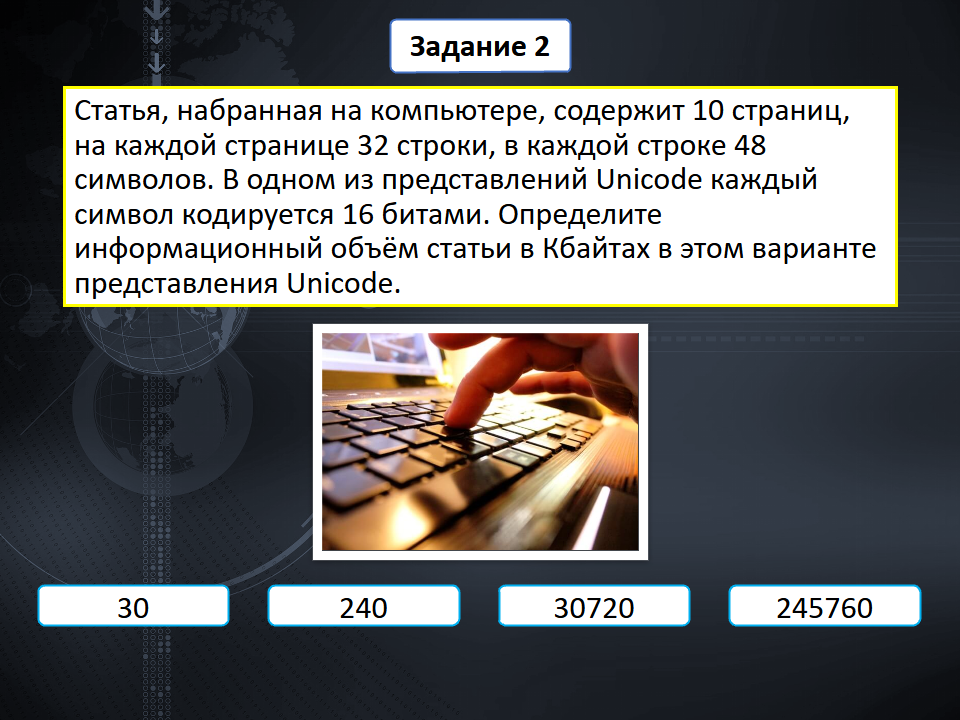 Задание 2
Статья, набранная на компьютере, содержит 10 страниц,
на каждой странице 32 строки, в каждой строке 48
символов. В одном из представлений Unicode каждый
символ кодируется 16 битами. Определите
информационный объём статьи в Кбайтах в этом варианте
представления Unicode.
30
240
30720
245760